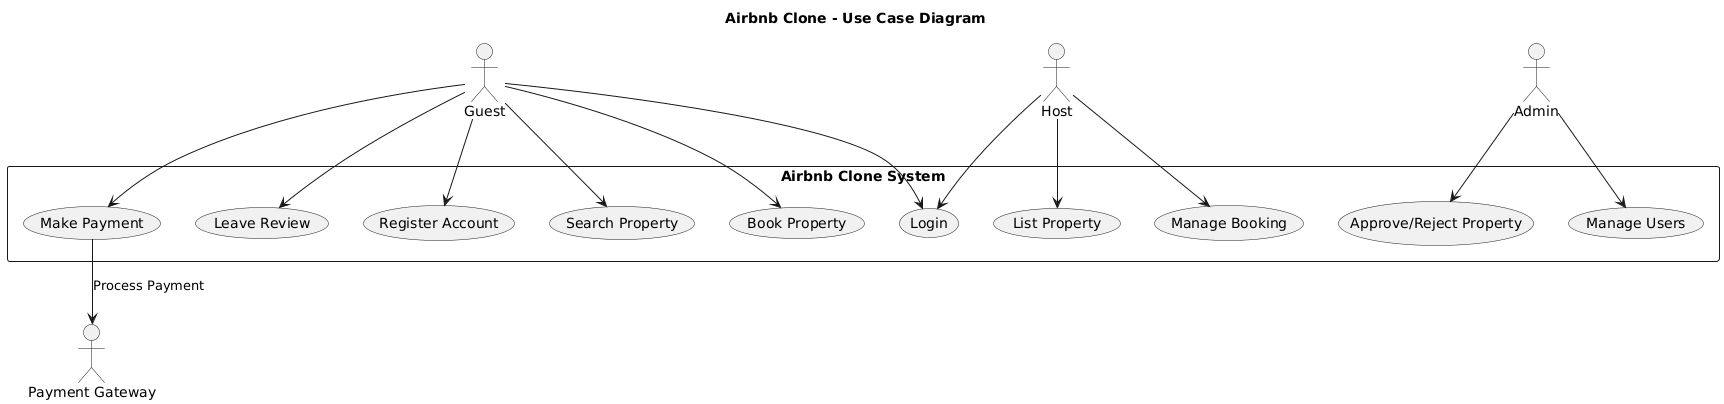 Airbnb Clone - Use Case Diagram
Guest
Host
Admin
Airbnb Clone System
Make Payment
Leave Review
Register Account
Search Property
Book Property
Login
List Property
Manage Booking
Approve/Reject Property
Manage Users
Process Payment
Payment Gateway